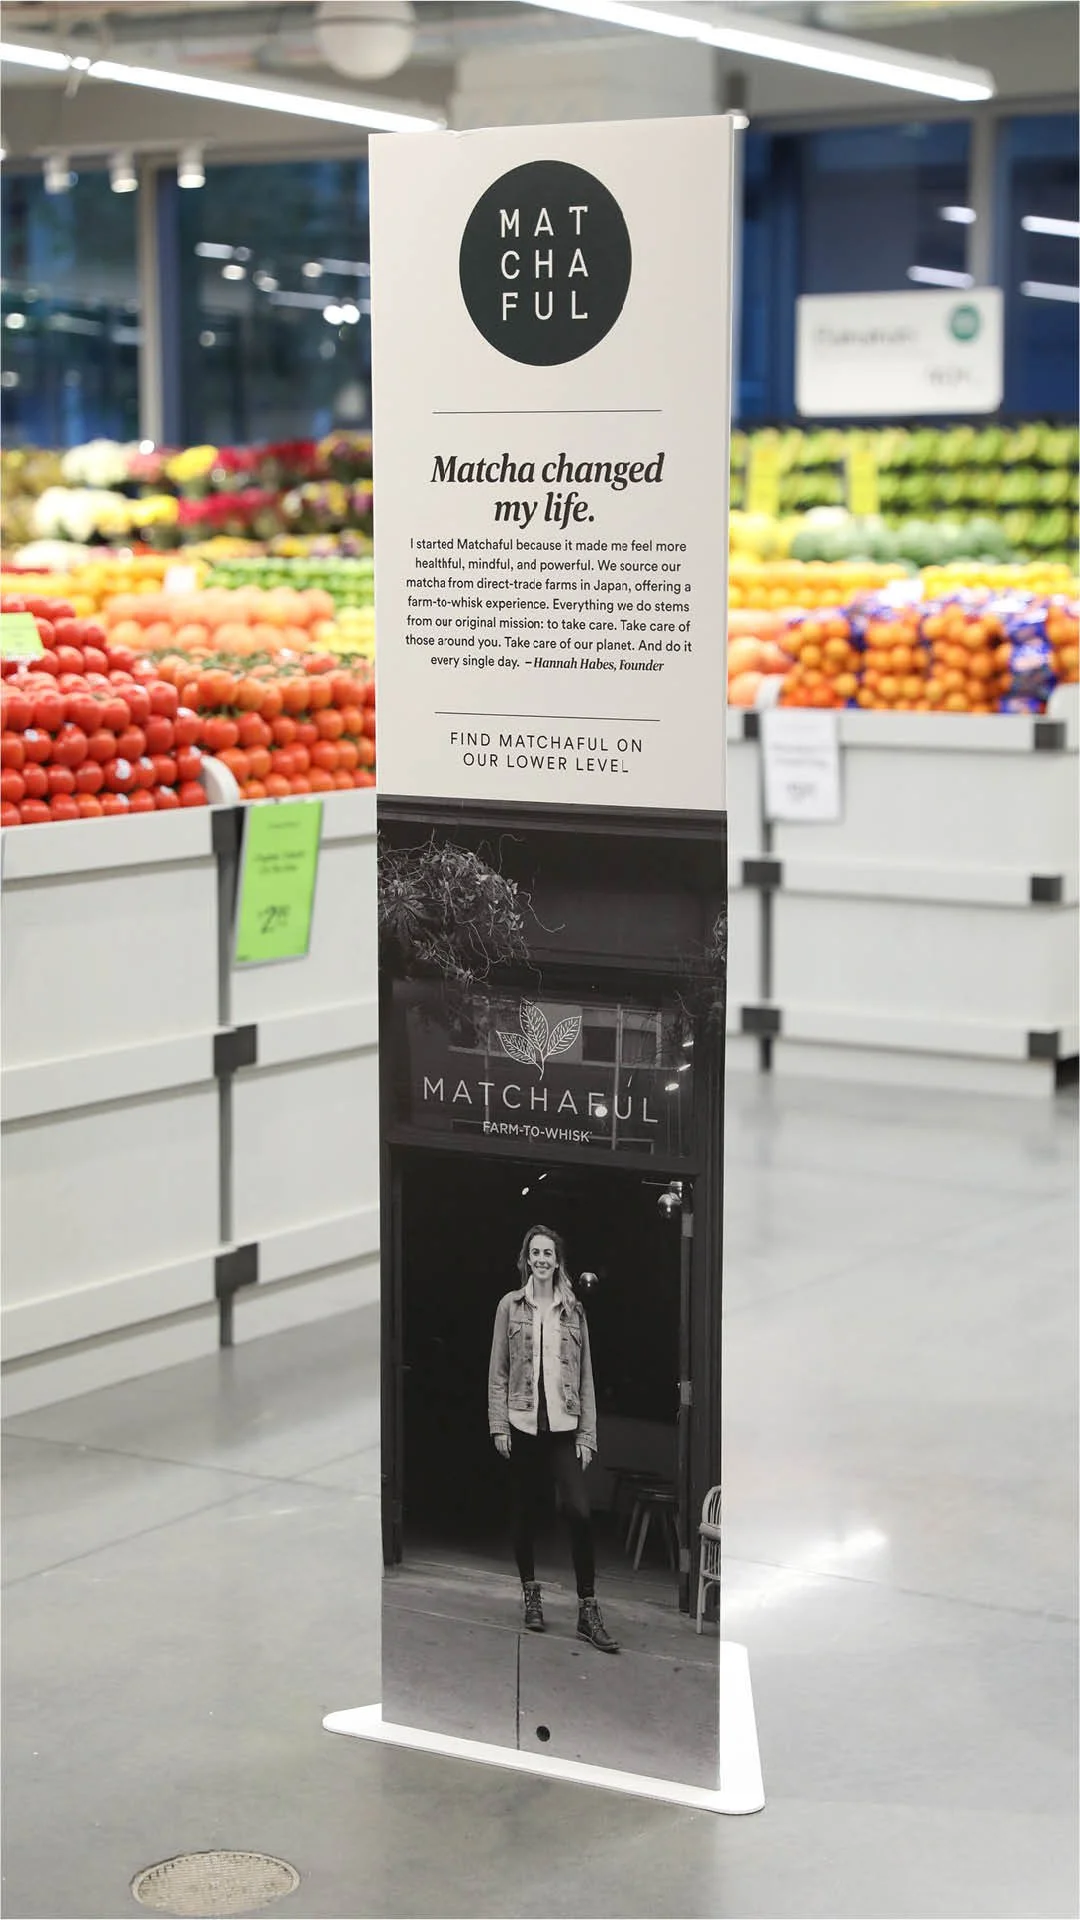 MAT
CHA
FUL
Matcha changed
my life.
I started Matchaful because it made me feel more
healthful, mindful, and powerful. We source our
matcha from direct-trace farms in Japan, offering a
farm-to-whisk experience. Everything we do stems
from our original mission: to take care. Take care of
those around you. Take care of our planet. And do it
every single day. – Hannah Habes, Founder
FIND MATCHAFUL ON
OUR LOWER LEVEL
MATCHAFUL
FARM-TO-WHISK